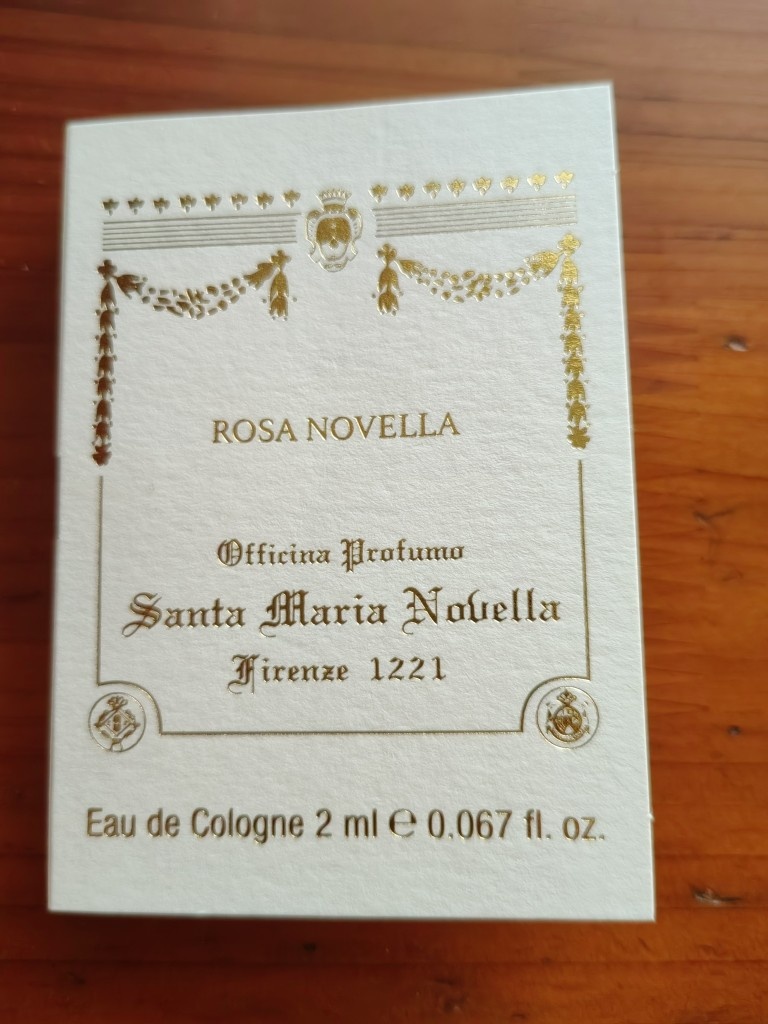 ROSA NOVELLA
Officina Profumo
Santa Maria Novella
Firenze 1221
Eau de Cologne 2 ml ℮ 0.067 fl. oz.